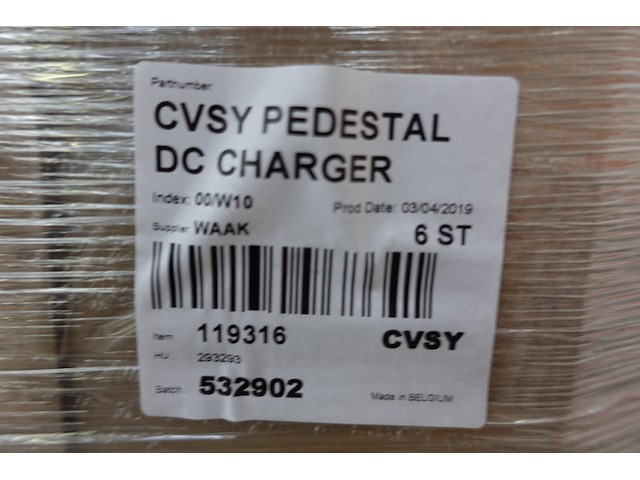 Partnumber:
CVSY PEDESTAL
DC CHARGER
Index: 00/W10 Prod Date: 03/04/2019
Supplier: WAAK 6 ST
Item 119316 CVSY
HU 293293
Batch 532902 Made in BELGIUM